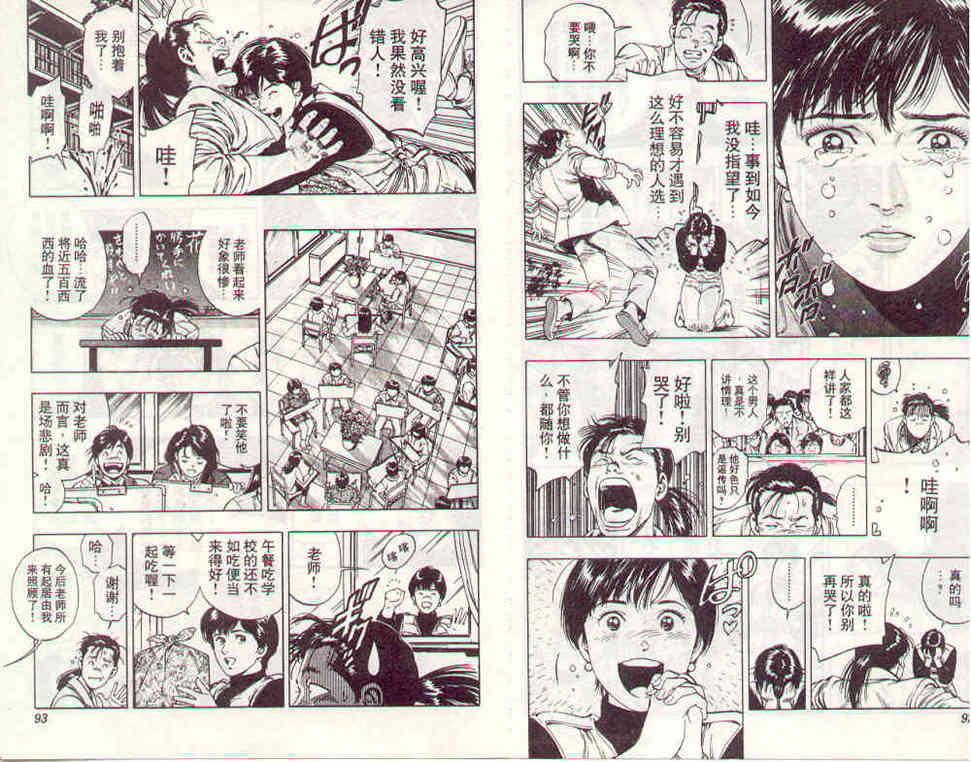 喂…你不
要哭啊…
哇…事到如今
我没指望了…
好不容易才遇到
这么理想的人选…
哇啊啊
！
人家都这
样讲了！
这个男人
，真是不
讲情理！
他好色只
是谣传吗？
………
好啦！别
哭了！
不管你想做什
么，都随你！
真的吗
…？
真的啦！
所以你别
再哭了！
………
ぱっ♡
好高兴喔！
我果然没看
错人！
哇！
别抱着
我了…
啪
啪
哇啊啊！
花
老师看起来
好象很惨…
………
哈哈…流了
将近五百西
西的血了！
不要笑他
了啦！
对老师
而言，这真
是场悲剧！
哈！
老师！
午餐吃学
校的还不
如吃便当
来得好！
等一下一
起吃喔！
谢谢…
哈…
今后老师所
有起居由我
来照顾了！
93